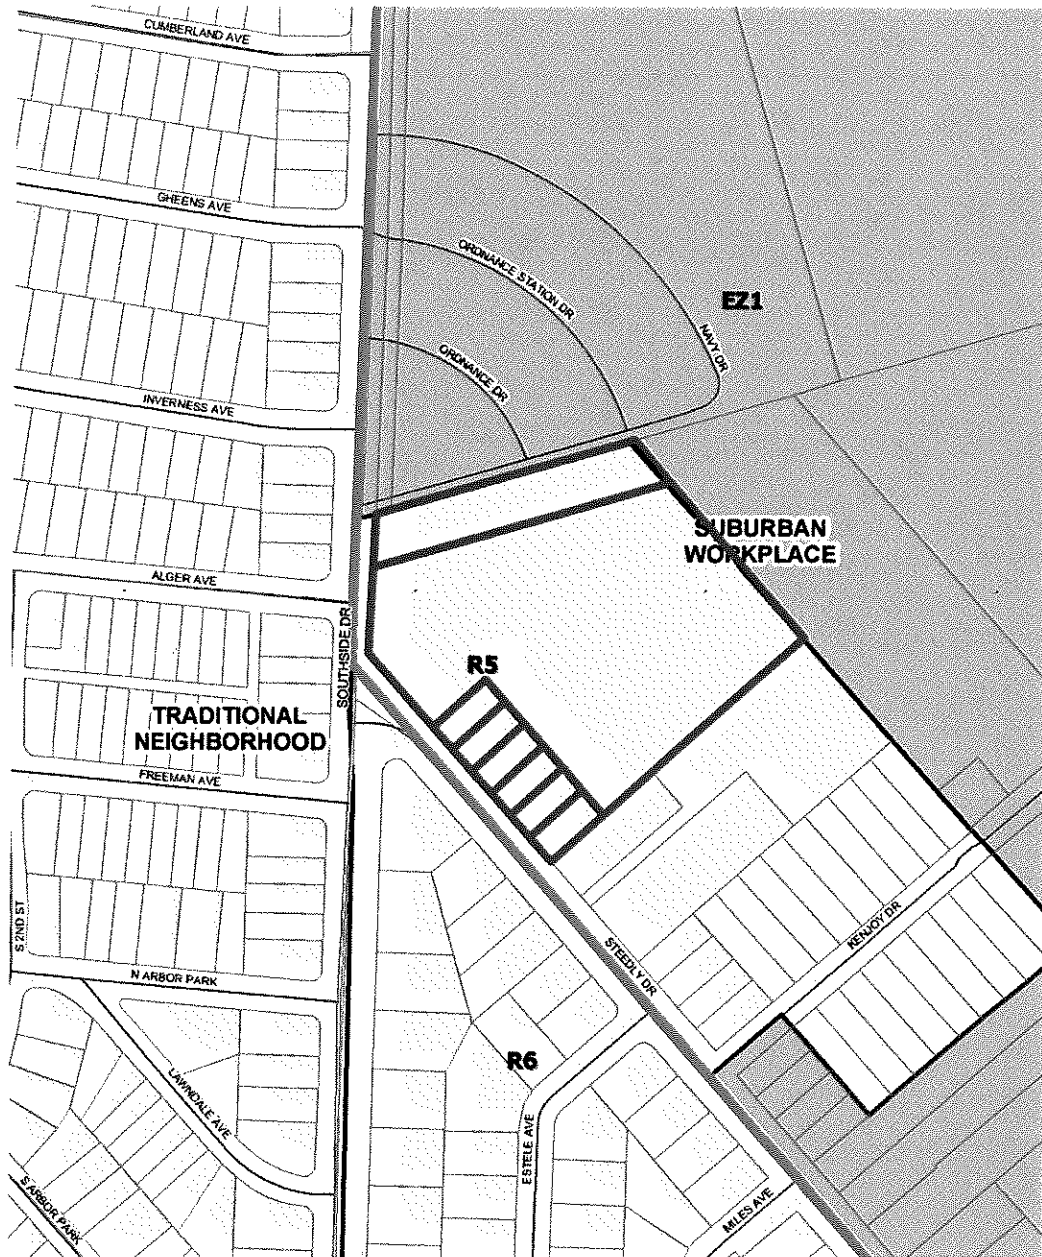 CUMBERLAND AVE
GHEENS AVE
ORDNANCE STATION DR
EZ1
NAVY DR
ORDNANCE DR
INVERNESS AVE
SUBURBAN
WORKPLACE
ALGER AVE
SOUTHSIDE DR
R5
TRADITIONAL
NEIGHBORHOOD
FREEMAN AVE
S 2ND ST
KENJOY DR
STEEDLY DR
N ARBOR PARK
R6
LAWNDALE AVE
ESTELE AVE
S ARBOR PARK
MILES AVE